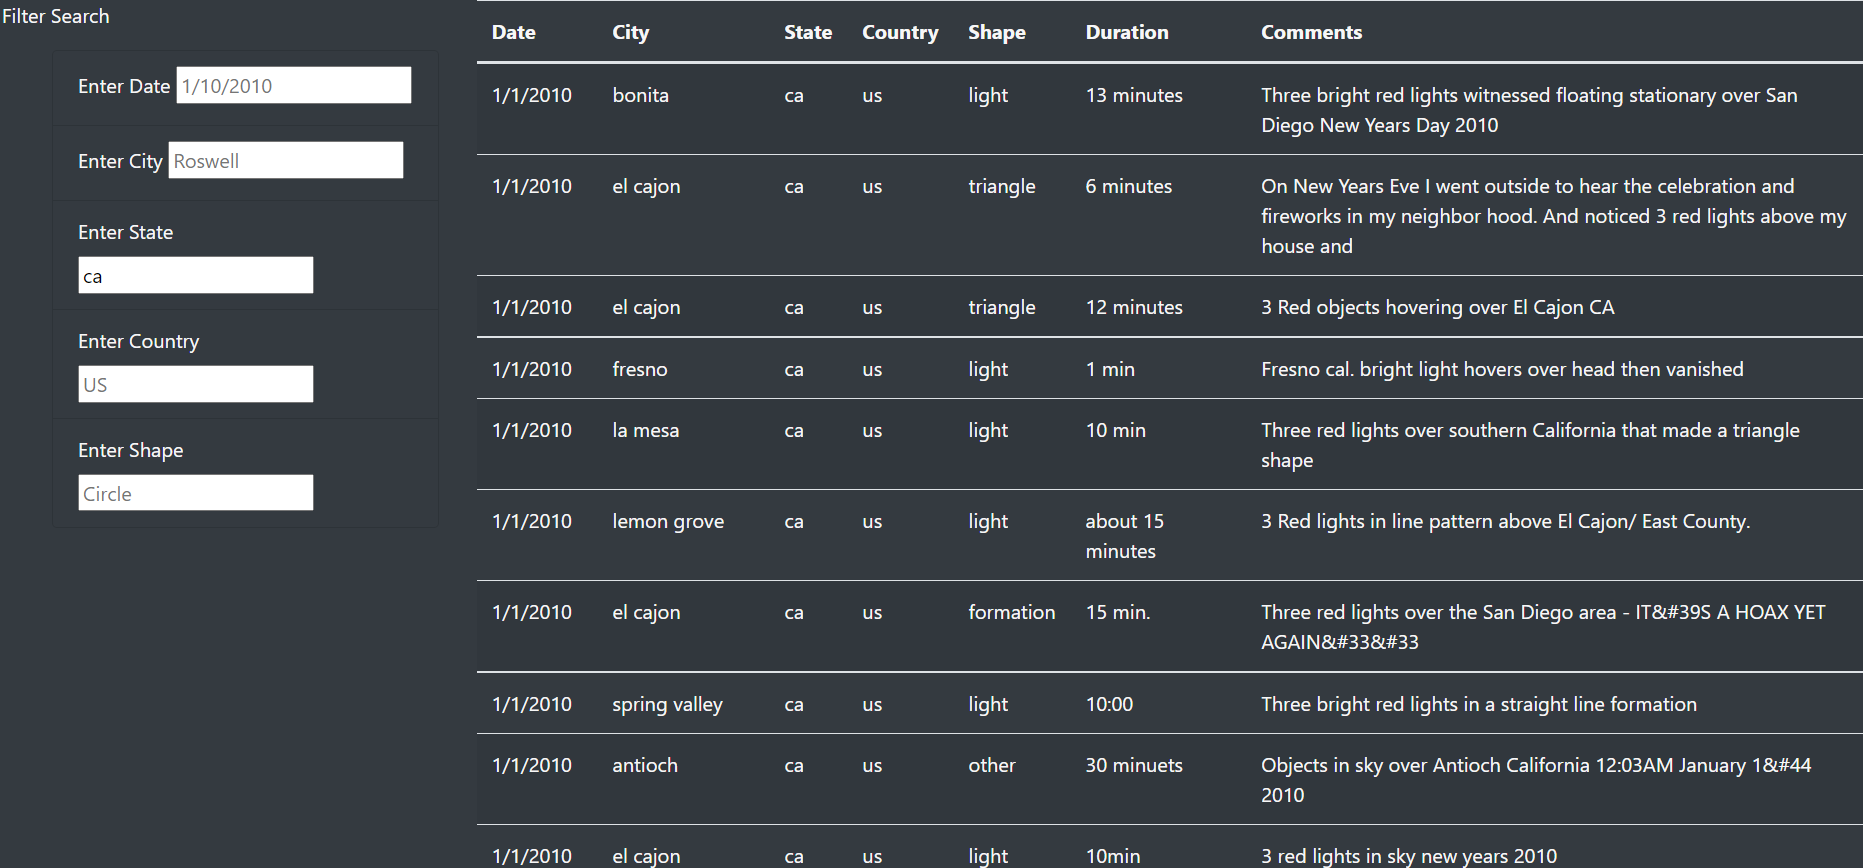 Filter Search
Enter Date 1/10/2010
Enter City Roswell
Enter State
ca
Enter Country
US
Enter Shape
Circle
Date City State Country Shape Duration Comments
1/1/2010 bonita ca us light 13 minutes Three bright red lights witnessed floating stationary over San
Diego New Years Day 2010
1/1/2010 el cajon ca us triangle 6 minutes On New Years Eve I went outside to hear the celebration and
fireworks in my neighbor hood. And noticed 3 red lights above my
house and
1/1/2010 el cajon ca us triangle 12 minutes 3 Red objects hovering over El Cajon CA
1/1/2010 fresno ca us light 1 min Fresno cal. bright light hovers over head then vanished
1/1/2010 la mesa ca us light 10 min Three red lights over southern California that made a triangle
shape
1/1/2010 lemon grove ca us light about 15 3 Red lights in line pattern above El Cajon/ East County.
minutes
1/1/2010 el cajon ca us formation 15 min. Three red lights over the San Diego area - IT&#39S A HOAX YET
AGAIN&#33&#33
1/1/2010 spring valley ca us light 10:00 Three bright red lights in a straight line formation
1/1/2010 antioch ca us other 30 minuets Objects in sky over Antioch California 12:03AM January 1&#44
2010
1/1/2010 el cajon ca us light 10min 3 red lights in sky new years 2010